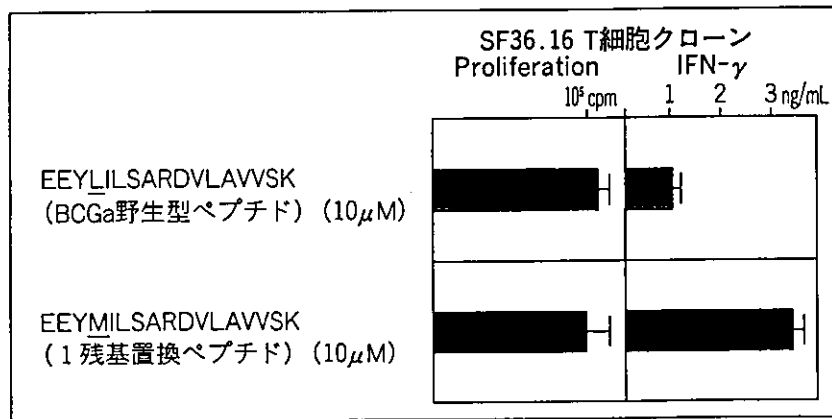 SF36.16 T細胞クローン
Proliferation IFN-γ
10⁵ cpm 1 2 3 ng/mL
EEYLILSARDVLAVVSK
(BCGa野生型ペプチド) (10μM)
EEYMILSARDVLAVVSK
(1残基置換ペプチド) (10μM)